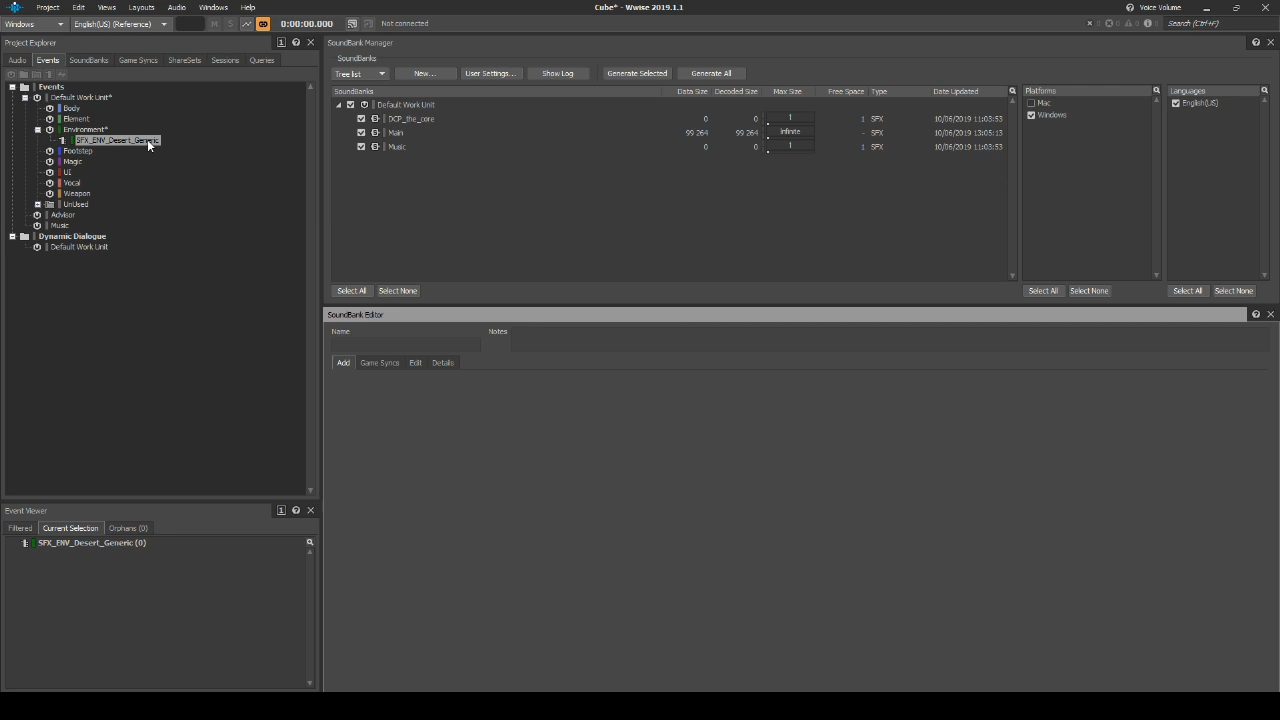 Project Edit Views Layouts Audio Windows Help Cube* - Wwise 2019.1.1 Voice Volume
Windows English(US) (Reference) M S 0:00:00.000 Not connected Search (Ctrl+F)
Project Explorer 1 SoundBank Manager
Audio Events SoundBanks Game Syncs ShareSets Sessions Queries
SoundBanks
Tree list New... User Settings... Show Log Generate Selected Generate All
Events
Default Work Unit*
Body
Element
Environment*
SFX_ENV_Desert_Generic
Footstep
Magic
UI
Vocal
Weapon
UnUsed
Advisor
Music
Dynamic Dialogue
Default Work Unit
SoundBanks Data Size Decoded Size Max Size Free Space Type Date Updated
Default Work Unit
DCP_the_core 0 0 1 1 SFX 10/06/2019 11:03:53
Main 99 264 99 264 Infinite - SFX 10/06/2019 13:05:13
Music 0 0 1 1 SFX 10/06/2019 11:03:53
Platforms
Mac
Windows
Languages
English(US)
Select All Select None Select All Select None Select All Select None
SoundBank Editor
Name Notes
Add Game Syncs Edit Details
Event Viewer 1
Filtered Current Selection Orphans (0)
SFX_ENV_Desert_Generic (0)